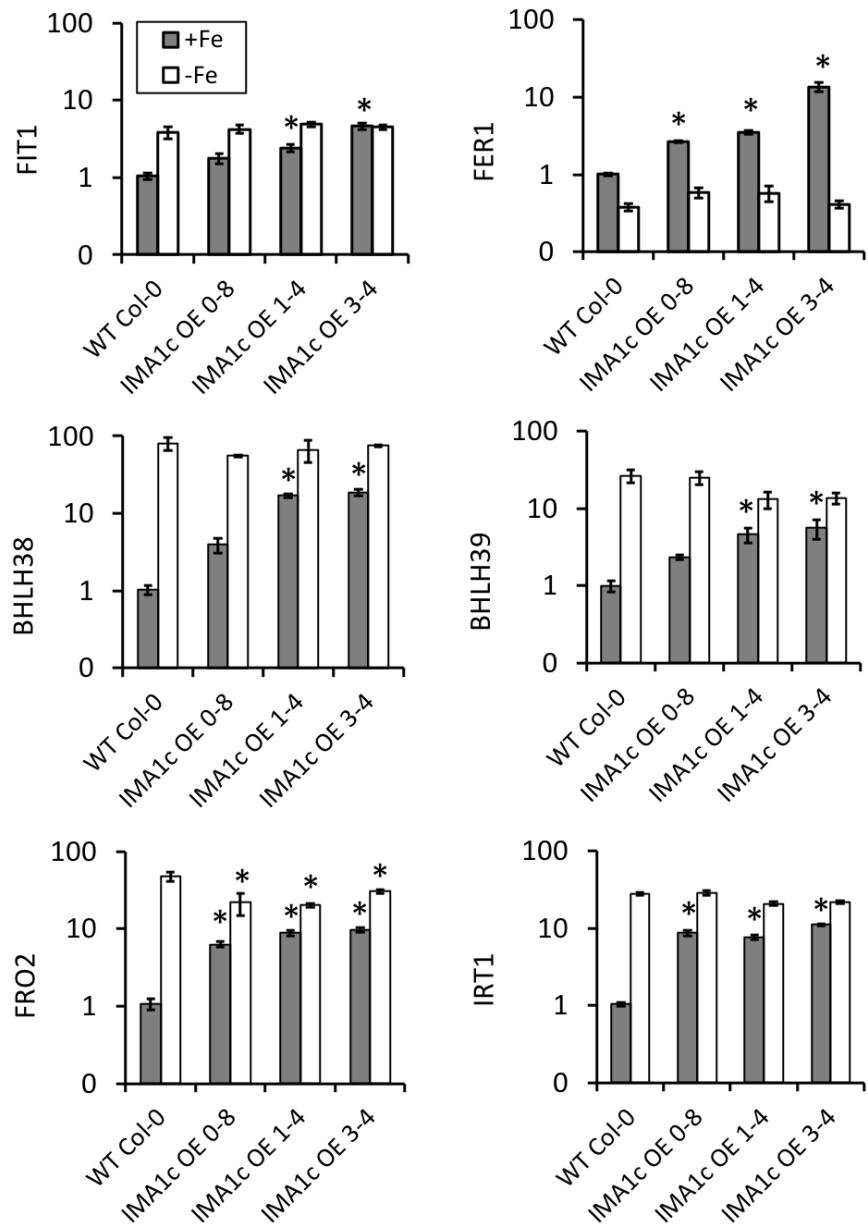 FIT1
100
10
1
0
+Fe
-Fe
*
*
WT Col-0
IMA1c OE 0-8
IMA1c OE 1-4
IMA1c OE 3-4
FER1
100
10
1
0
*
*
*
WT Col-0
IMA1c OE 0-8
IMA1c OE 1-4
IMA1c OE 3-4
BHLH38
100
10
1
0
*
*
WT Col-0
IMA1c OE 0-8
IMA1c OE 1-4
IMA1c OE 3-4
BHLH39
100
10
1
0
*
*
WT Col-0
IMA1c OE 0-8
IMA1c OE 1-4
IMA1c OE 3-4
FRO2
100
10
1
0
*
*
*
*
*
*
WT Col-0
IMA1c OE 0-8
IMA1c OE 1-4
IMA1c OE 3-4
IRT1
100
10
1
0
*
*
*
WT Col-0
IMA1c OE 0-8
IMA1c OE 1-4
IMA1c OE 3-4